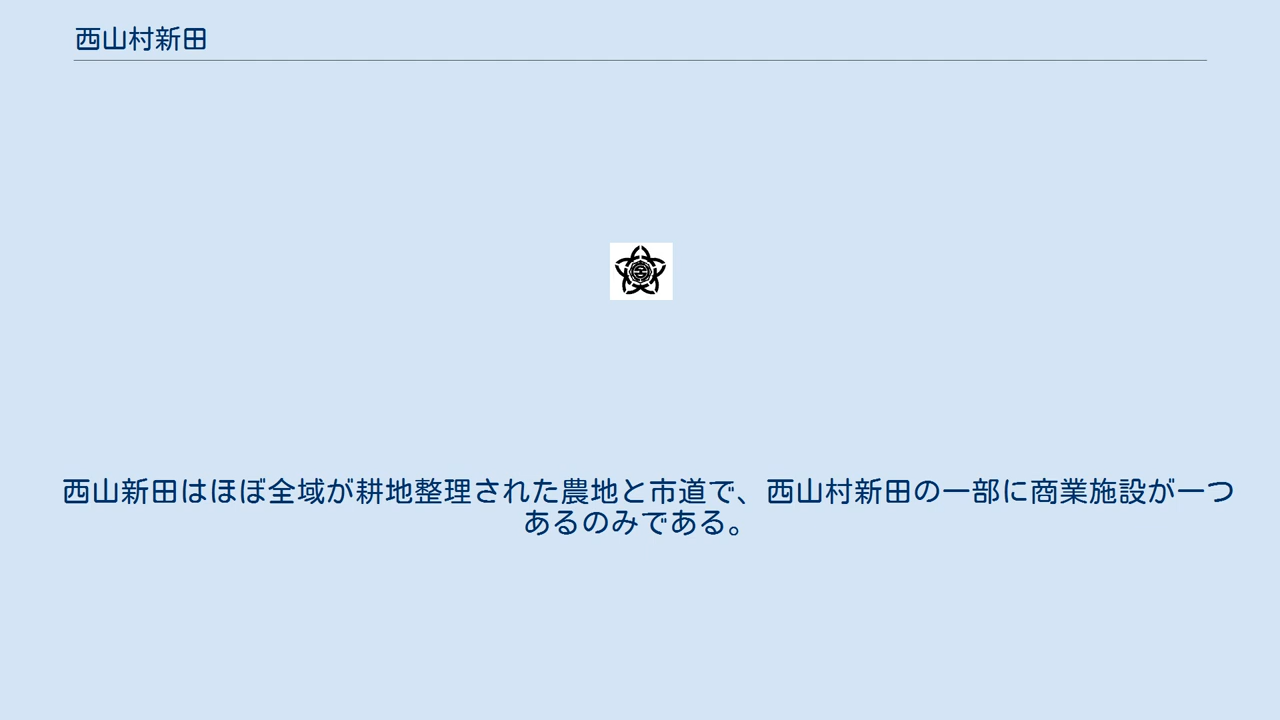 西山村新田
西山新田はほぼ全域が耕地整理された農地と市道で、西山村新田の一部に商業施設が一つ
あるのみである。